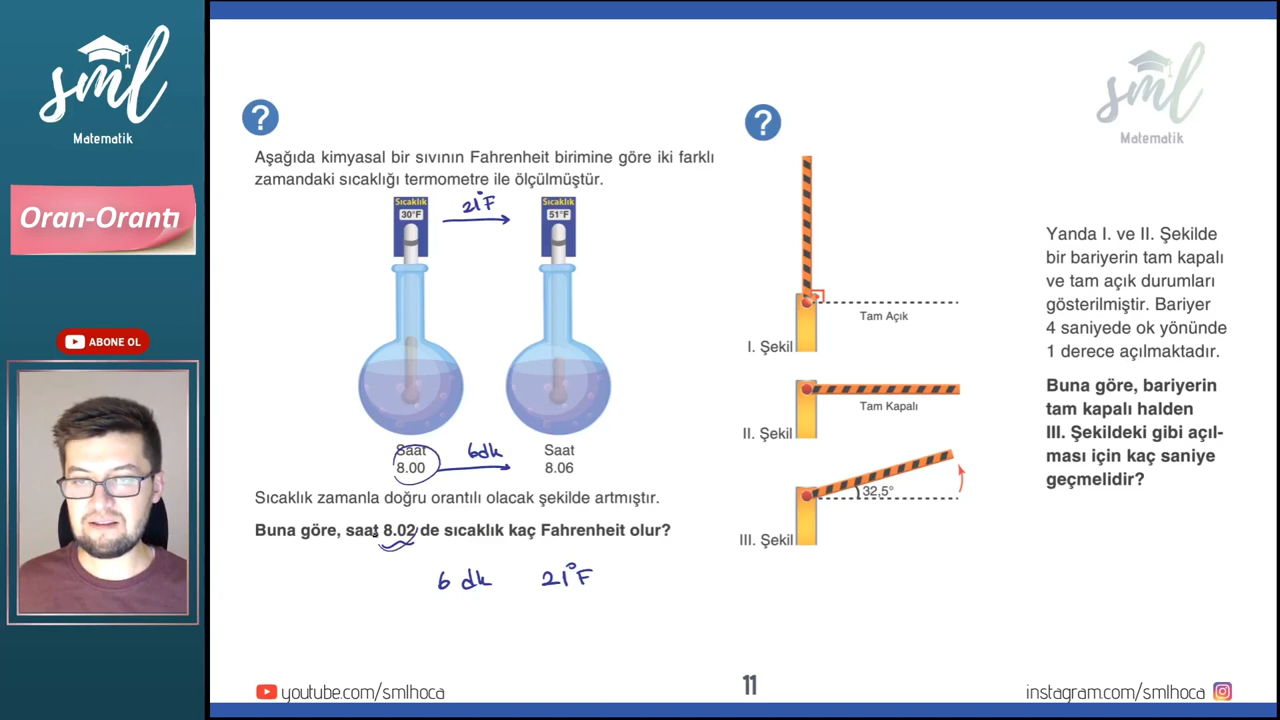 sml
Matematik
Oran-Orantı
ABONE OL
sml
Matematik
?
Aşağıda kimyasal bir sıvının Fahrenheit birimine göre iki farklı
zamandaki sıcaklığı termometre ile ölçülmüştür.
Sıcaklık
30°F
21°F
Sıcaklık
51°F
Saat
8.00
6dk
Saat
8.06
Sıcaklık zamanla doğru orantılı olacak şekilde artmıştır.
Buna göre, saat 8.02 de sıcaklık kaç Fahrenheit olur?
6 dk 21°F
?
Tam Açık
I. Şekil
Tam Kapalı
II. Şekil
32,5°
III. Şekil
Yanda I. ve II. Şekilde
bir bariyerin tam kapalı
ve tam açık durumları
gösterilmiştir. Bariyer
4 saniyede ok yönünde
1 derece açılmaktadır.
Buna göre, bariyerin
tam kapalı halden
III. Şekildeki gibi açıl-
ması için kaç saniye
geçmelidir?
youtube.com/smlhoca
11
instagram.com/smlhoca